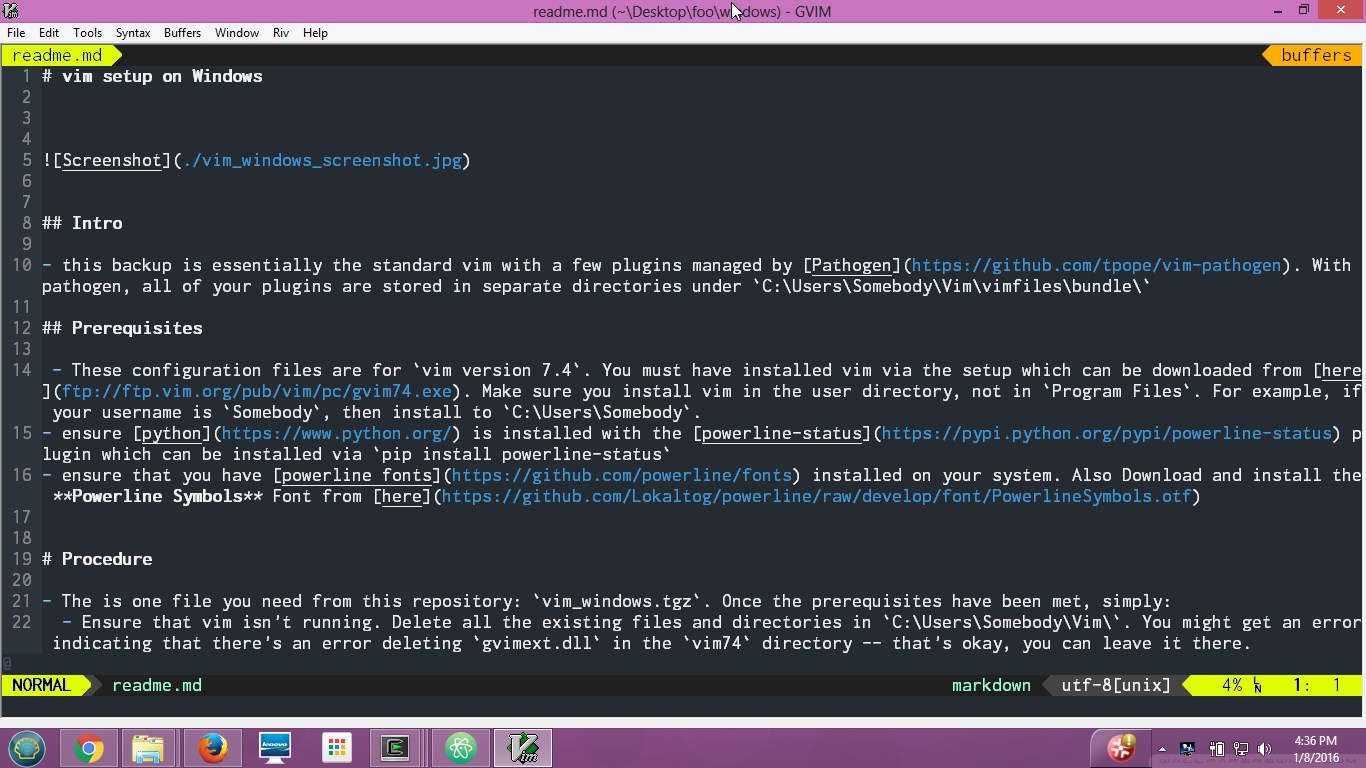 readme.md (~\Desktop\foo\windows) - GVIM
File Edit Tools Syntax Buffers Window Riv Help
readme.md buffers
1 # vim setup on Windows
2
3
4
5 ![Screenshot](./vim_windows_screenshot.jpg)
6
7
8 ## Intro
9
10 - this backup is essentially the standard vim with a few plugins managed by [Pathogen](https://github.com/tpope/vim-pathogen). With
pathogen, all of your plugins are stored in separate directories under `C:\Users\Somebody\Vim\vimfiles\bundle\`
11
12 ## Prerequisites
13
14 - These configuration files are for `vim version 7.4`. You must have installed vim via the setup which can be downloaded from [here
](ftp://ftp.vim.org/pub/vim/pc/gvim74.exe). Make sure you install vim in the user directory, not in `Program Files`. For example, if
your username is `Somebody`, then install to `C:\Users\Somebody`.
15 - ensure [python](https://www.python.org/) is installed with the [powerline-status](https://pypi.python.org/pypi/powerline-status) p
lugin which can be installed via `pip install powerline-status`
16 - ensure that you have [powerline fonts](https://github.com/powerline/fonts) installed on your system. Also Download and install the
**Powerline Symbols** Font from [here](https://github.com/Lokaltog/powerline/raw/develop/font/PowerlineSymbols.otf)
17
18
19 # Procedure
20
21 - The is one file you need from this repository: `vim_windows.tgz`. Once the prerequisites have been met, simply:
22 - Ensure that vim isn't running. Delete all the existing files and directories in `C:\Users\Somebody\Vim\`. You might get an error
indicating that there's an error deleting `gvimext.dll` in the `vim74` directory -- that's okay, you can leave it there.
@
NORMAL readme.md markdown utf-8[unix] 4% LN 1: 1
lenovo
4:36 PM
1/8/2016